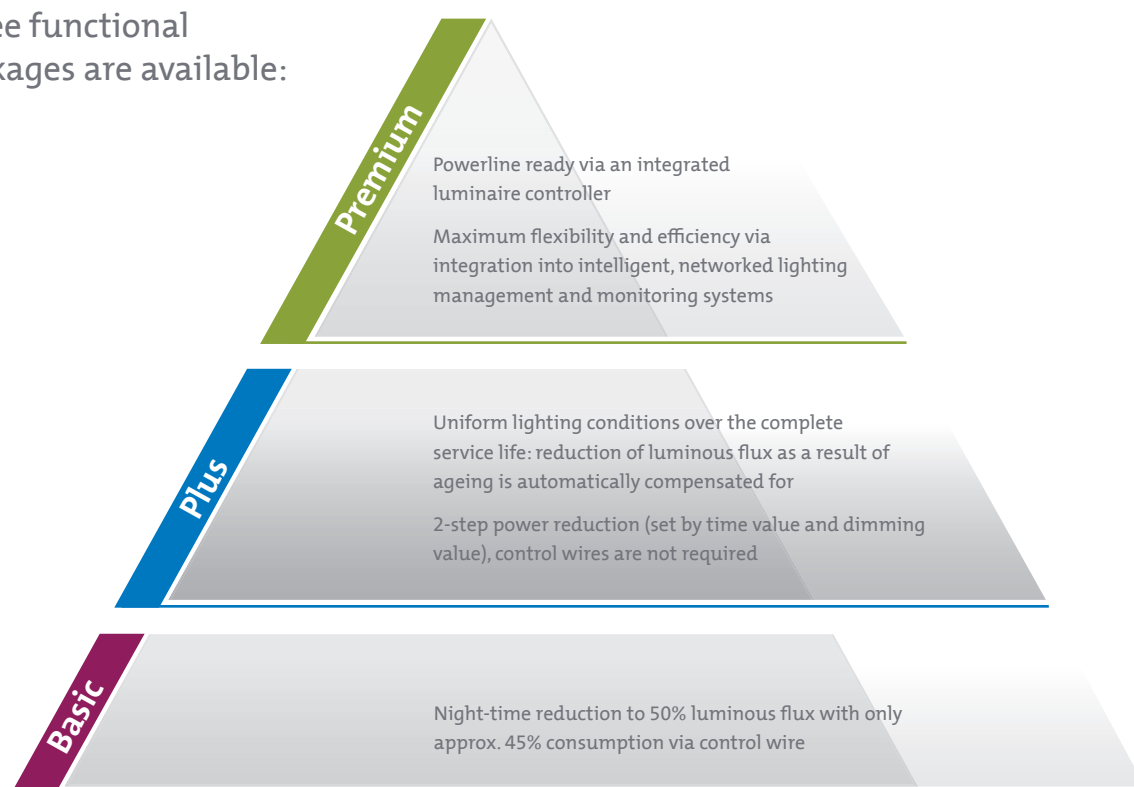 ee functional
kages are available:
Premium
Powerline ready via an integrated
luminaire controller
Maximum flexibility and efficiency via
integration into intelligent, networked lighting
management and monitoring systems
Plus
Uniform lighting conditions over the complete
service life: reduction of luminous flux as a result of
ageing is automatically compensated for
2-step power reduction (set by time value and dimming
value), control wires are not required
Basic
Night-time reduction to 50% luminous flux with only
approx. 45% consumption via control wire